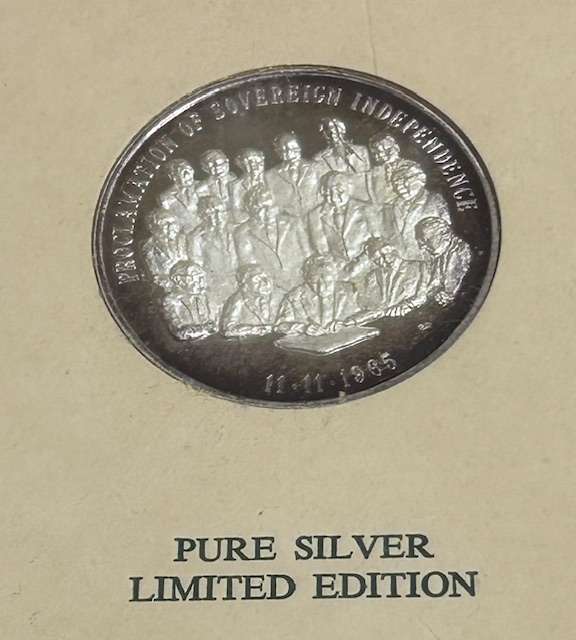 PROCLAMATION OF SOVEREIGN INDEPENDENCE
11·11·1965
PURE SILVER
LIMITED EDITION